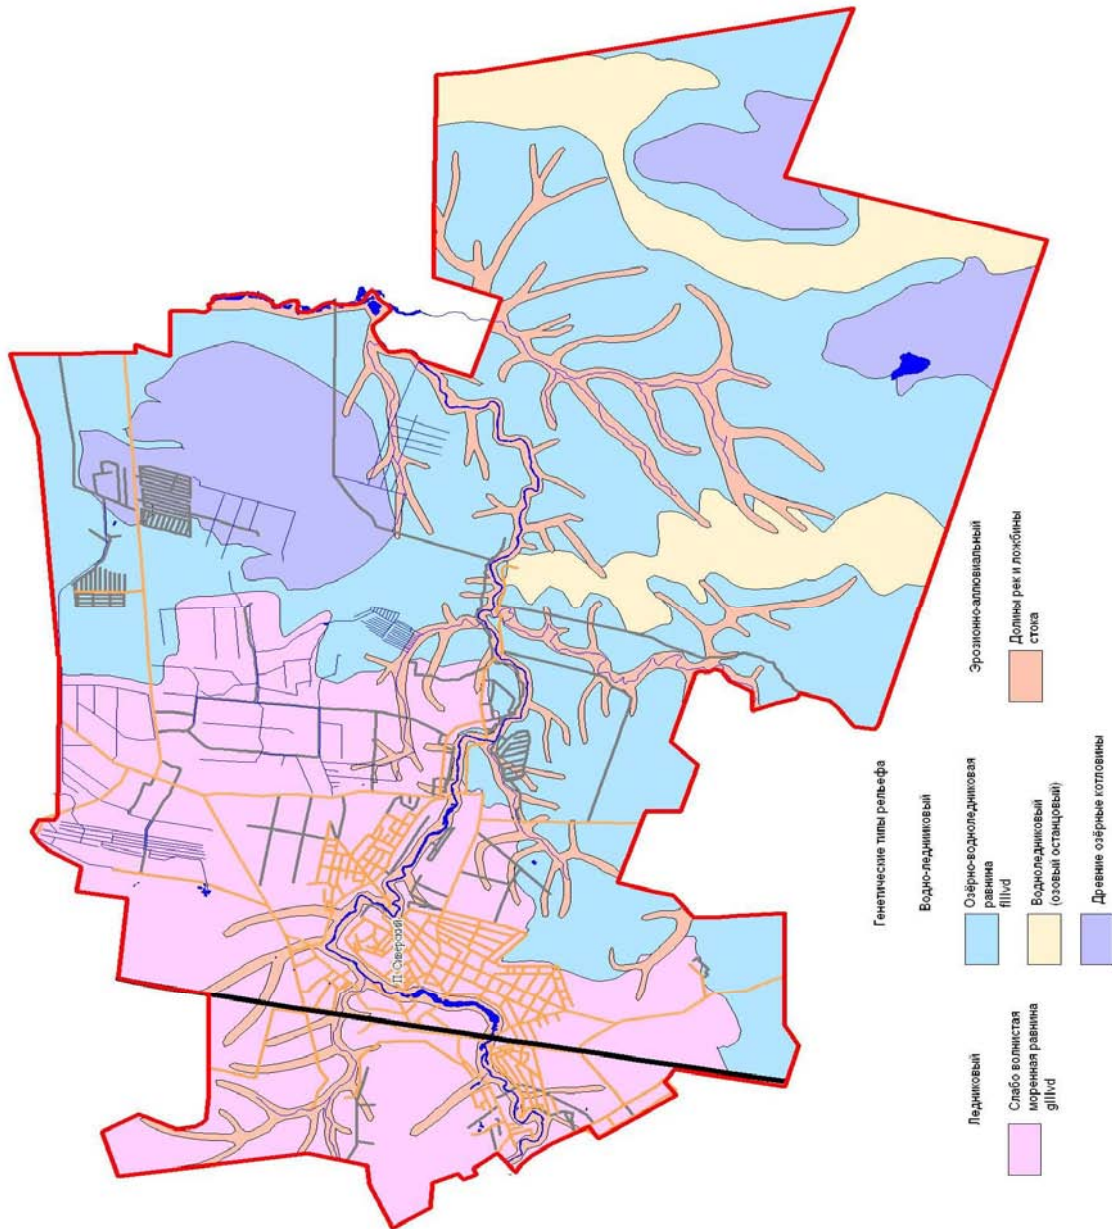 П. Сиверский
Генетические типы рельефа
Ледниковый
Слабо волнистая
моренная равнина
gIIIvd
Водно-ледниковый
Озёрно-водноледниковая
равнина
fIIIvd
Водноледниковый
(озовый останцовый)
Древние озёрные котловины
Эрозионно-аллювиальный
Долины рек и ложбины
стока